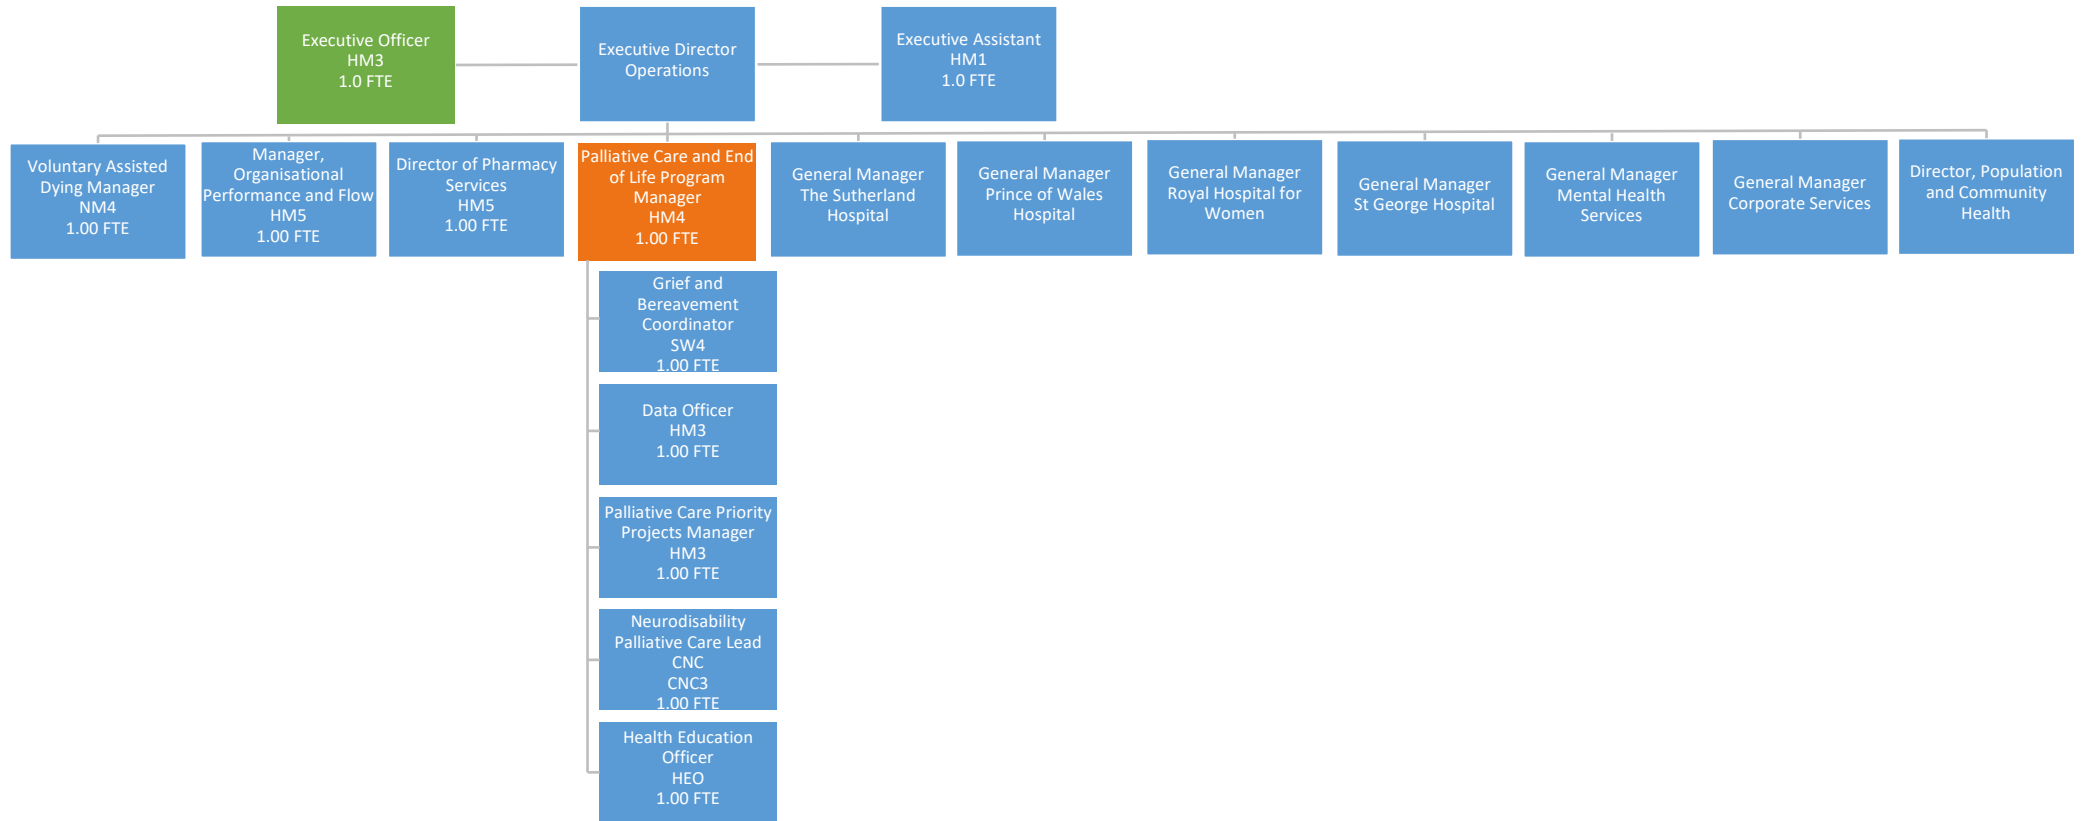 Executive Officer
HM3
1.0 FTE
Executive Director
Operations
Executive Assistant
HM1
1.0 FTE
Voluntary Assisted
Dying Manager
NM4
1.00 FTE
Manager,
Organisational
Performance and Flow
HM5
1.00 FTE
Director of Pharmacy
Services
HM5
1.00 FTE
Palliative Care and End
of Life Program
Manager
HM4
1.00 FTE
General Manager
The Sutherland
Hospital
General Manager
Prince of Wales
Hospital
General Manager
Royal Hospital for
Women
General Manager
St George Hospital
General Manager
Mental Health
Services
General Manager
Corporate Services
Director, Population
and Community
Health
Grief and
Bereavement
Coordinator
SW4
1.00 FTE
Data Officer
HM3
1.00 FTE
Palliative Care Priority
Projects Manager
HM3
1.00 FTE
Neurodisability
Palliative Care Lead
CNC
CNC3
1.00 FTE
Health Education
Officer
HEO
1.00 FTE